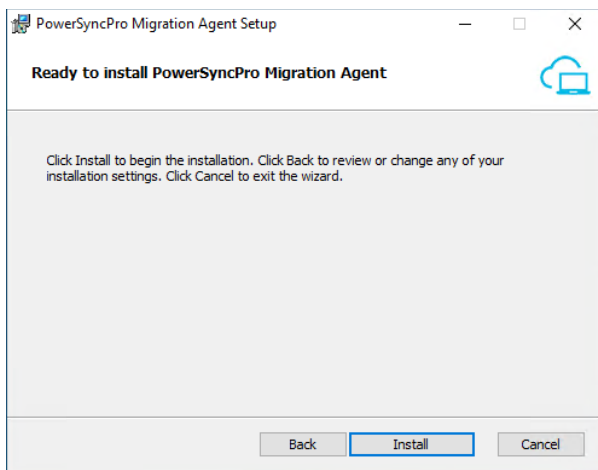 PowerSyncPro Migration Agent Setup
Ready to install PowerSyncPro Migration Agent
Click Install to begin the installation. Click Back to review or change any of your
installation settings. Click Cancel to exit the wizard.
Back Install Cancel